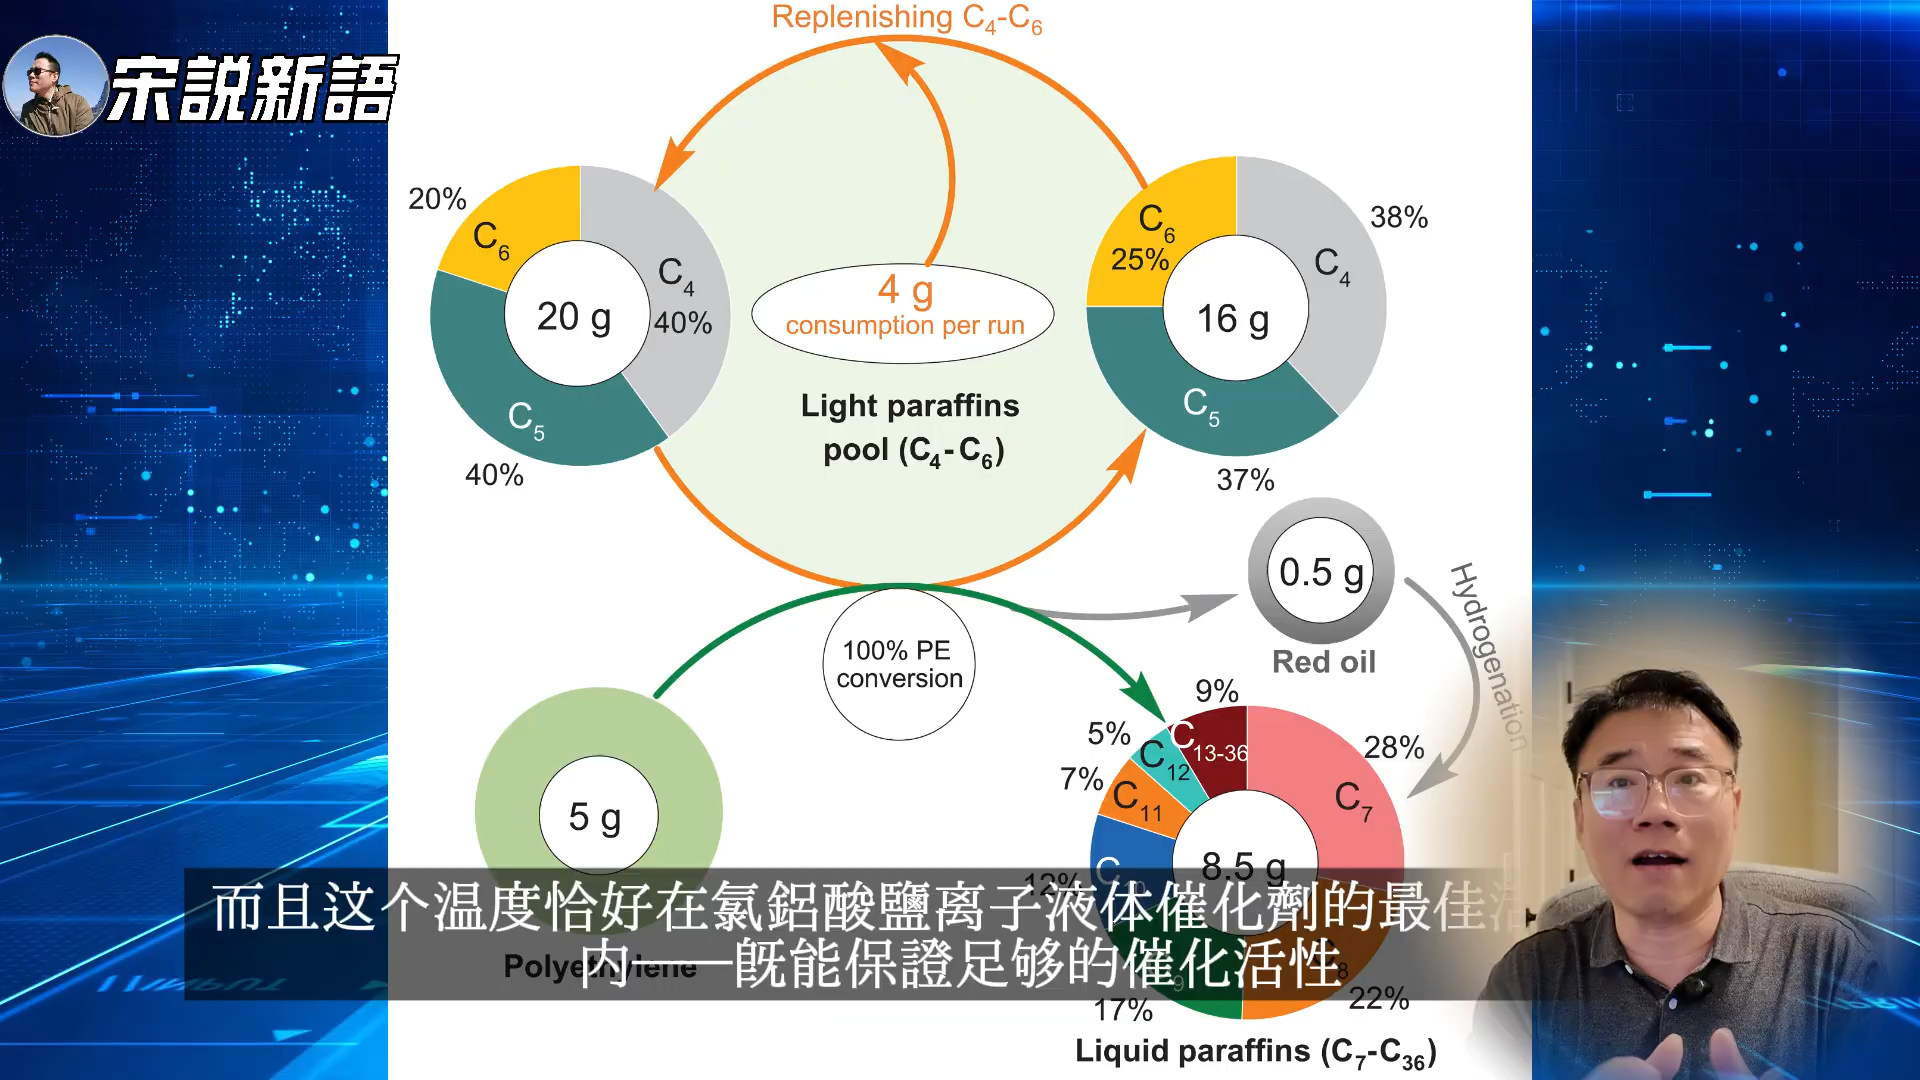 宋説新語
Replenishing C4-C6
20%
C6
C4
40%
20 g
C5
40%
4 g
consumption per run
Light paraffins
pool (C4-C6)
C6
25%
38%
C4
16 g
C5
37%
0.5 g
Red oil
Hydrogenation
100% PE
conversion
5 g
Polyethylene
9%
5%
C13-36
C12
7%
C11
28%
C7
12%
8.5 g
17%
22%
Liquid paraffins (C7-C36)
而且这个温度恰好在氯鋁酸鹽离子液体催化劑的最佳
内——既能保證足够的催化活性